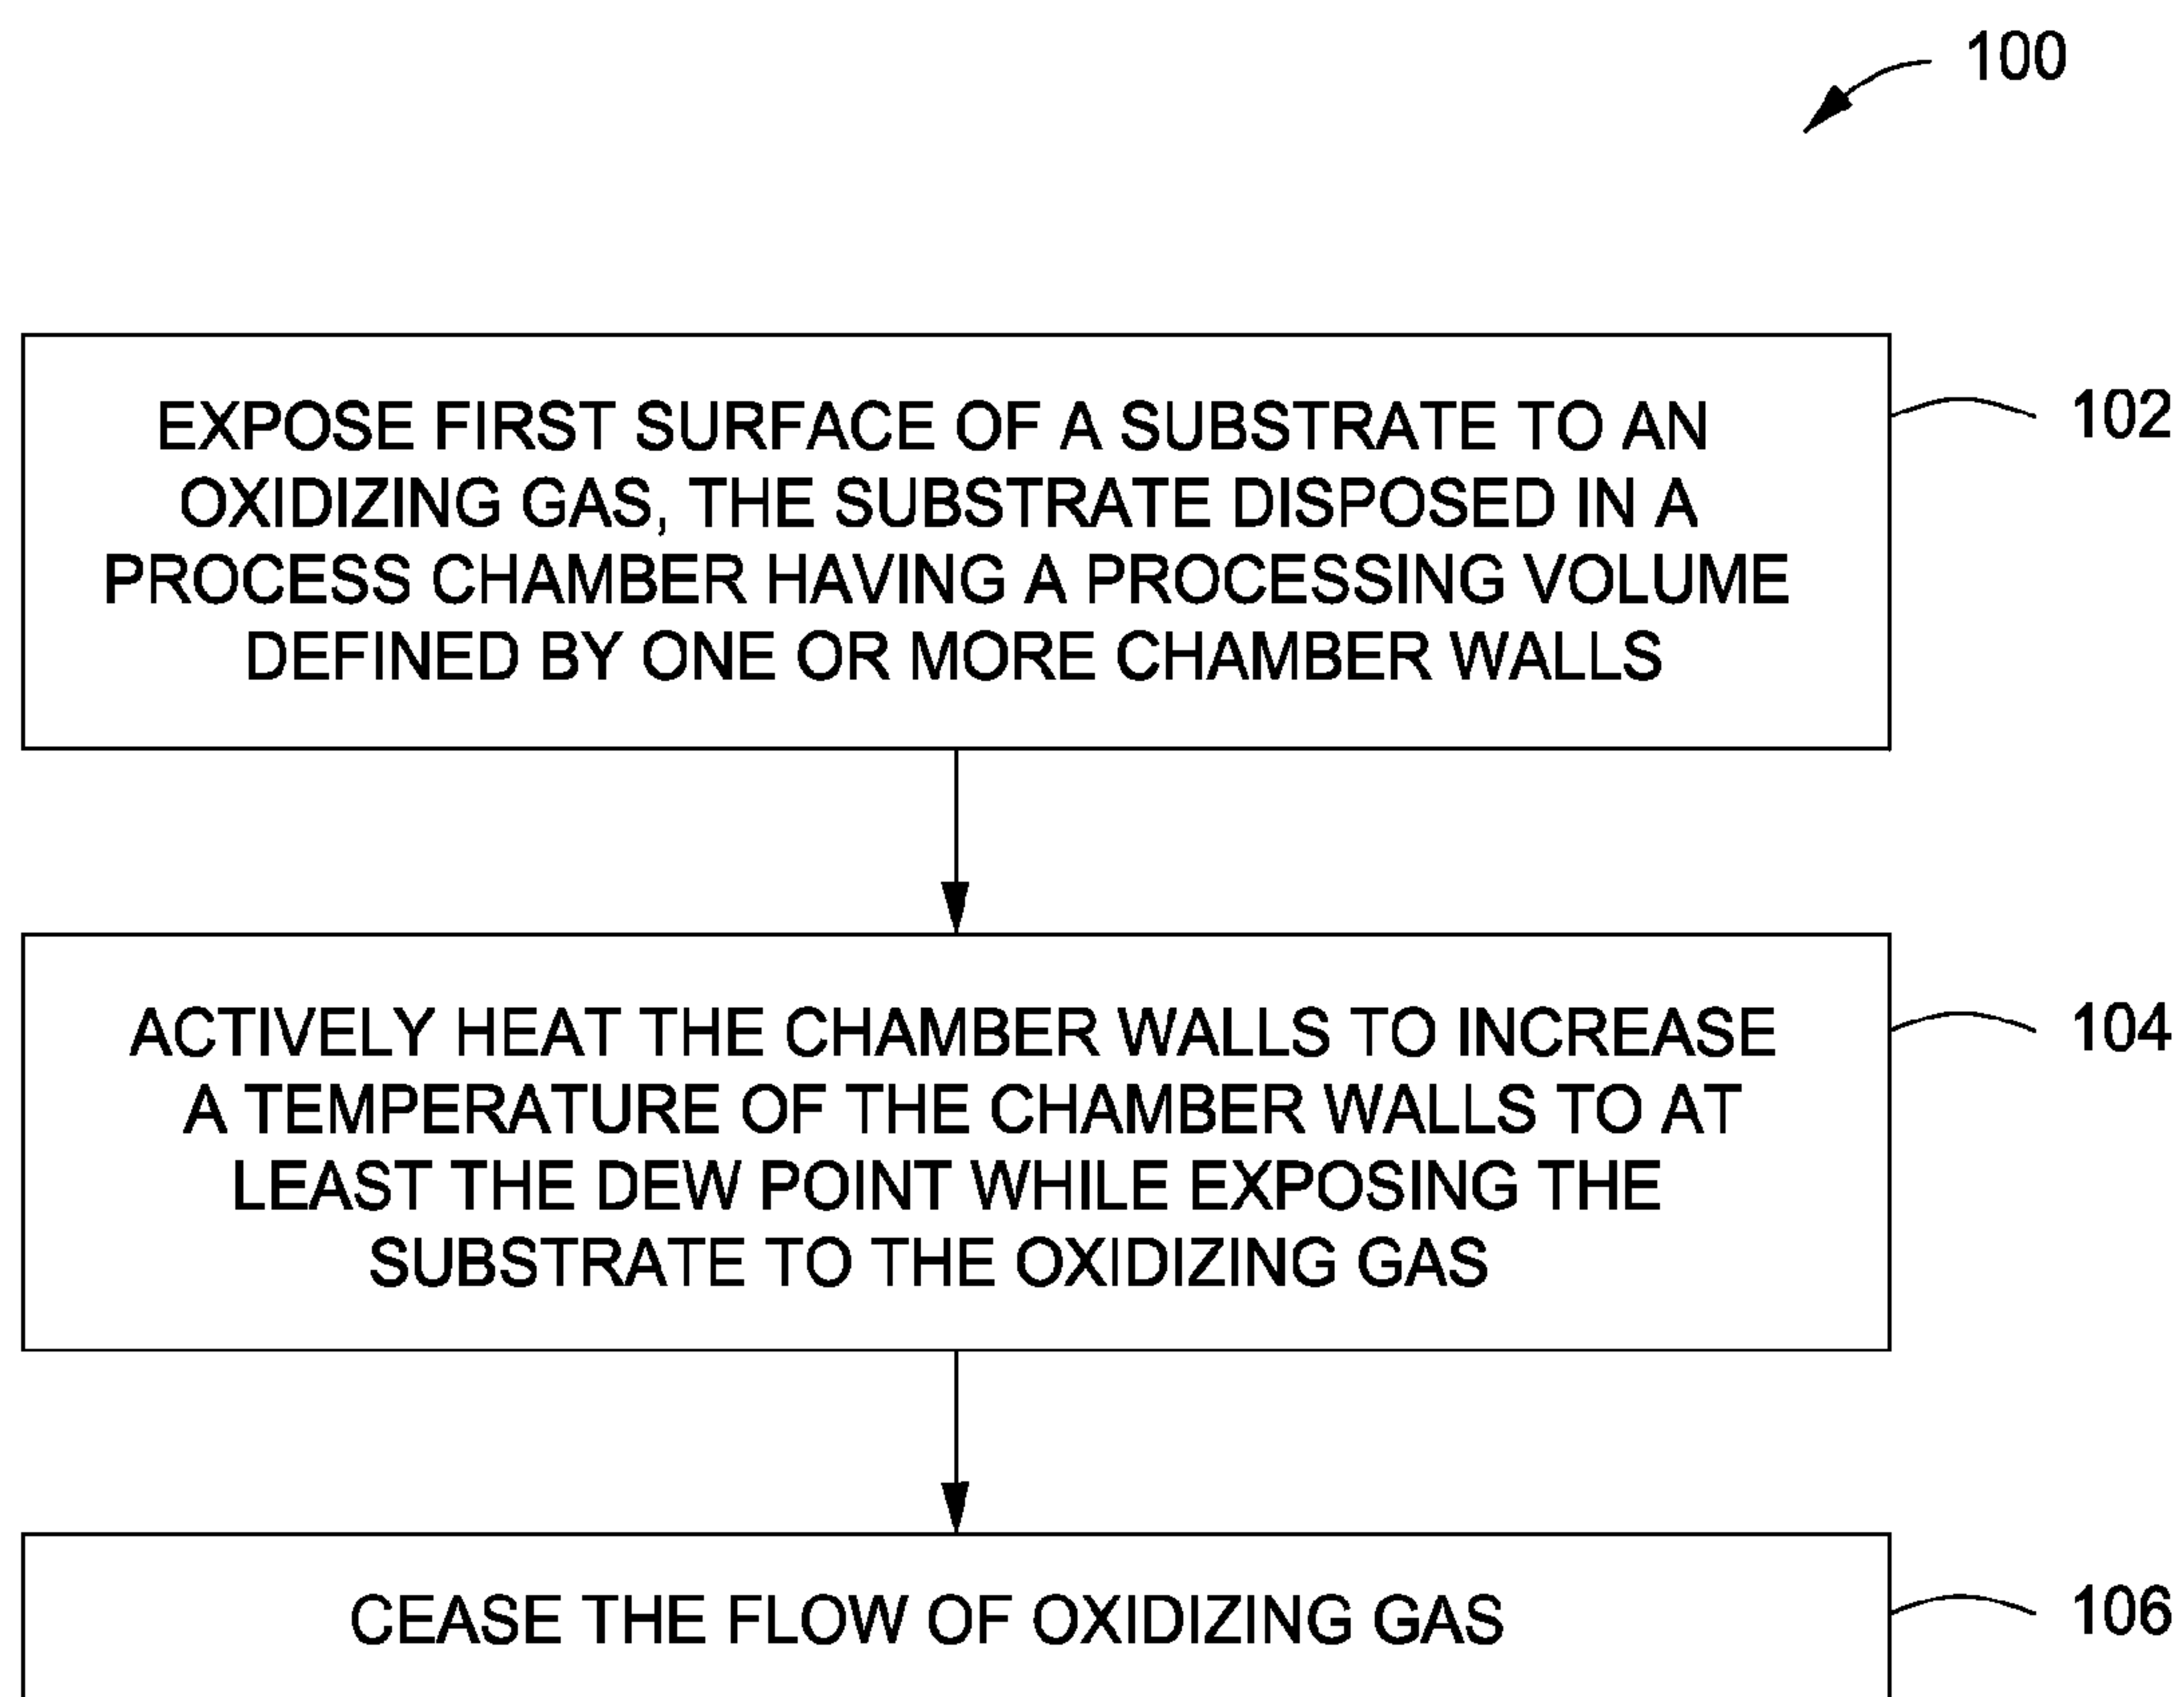 100
EXPOSE FIRST SURFACE OF A SUBSTRATE TO AN
OXIDIZING GAS, THE SUBSTRATE DISPOSED IN A
PROCESS CHAMBER HAVING A PROCESSING VOLUME
DEFINED BY ONE OR MORE CHAMBER WALLS
102
ACTIVELY HEAT THE CHAMBER WALLS TO INCREASE
A TEMPERATURE OF THE CHAMBER WALLS TO AT
LEAST THE DEW POINT WHILE EXPOSING THE
SUBSTRATE TO THE OXIDIZING GAS
104
CEASE THE FLOW OF OXIDIZING GAS
106